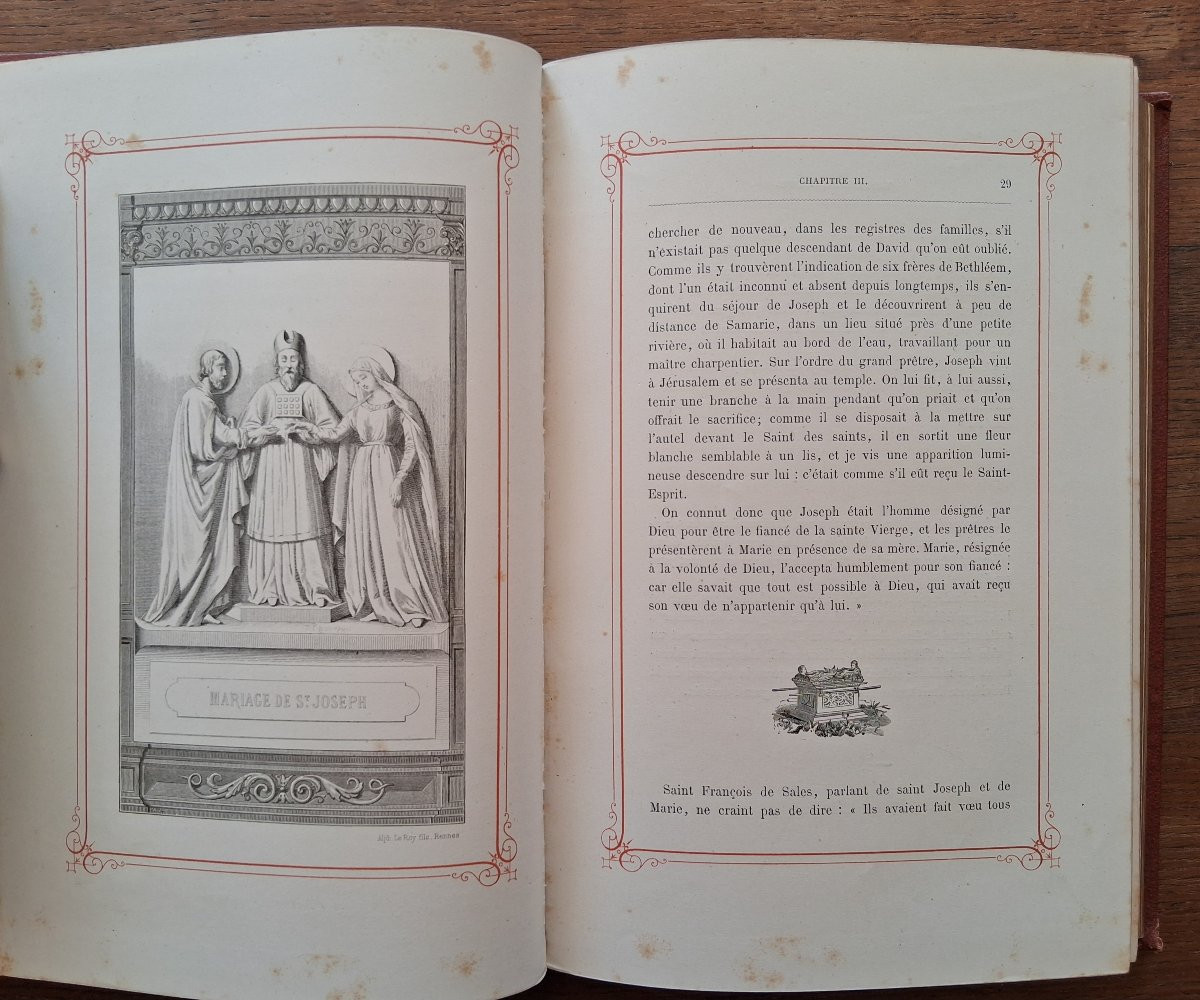 MARIAGE DE ST JOSEPH
Alph. Le Roy fils. Rennes
CHAPITRE III. 29
chercher de nouveau, dans les registres des familles, s'il
n'existait pas quelque descendant de David qu'on eût oublié.
Comme ils y trouvèrent l'indication de six frères de Bethléem,
dont l'un était inconnu et absent depuis longtemps, ils s'en-
quirent du séjour de Joseph et le découvrirent à peu de
distance de Samarie, dans un lieu situé près d'une petite
rivière, où il habitait au bord de l'eau, travaillant pour un
maître charpentier. Sur l'ordre du grand prêtre, Joseph vint
à Jérusalem et se présenta au temple. On lui fit, à lui aussi,
tenir une branche à la main pendant qu'on priait et qu'on
offrait le sacrifice; comme il se disposait à la mettre sur
l'autel devant le Saint des saints, il en sortit une fleur
blanche semblable à un lis, et je vis une apparition lumi-
neuse descendre sur lui : c'était comme s'il eût reçu le Saint-
Esprit.
On connut donc que Joseph était l'homme désigné par
Dieu pour être le fiancé de la sainte Vierge, et les prêtres le
présentèrent à Marie en présence de sa mère. Marie, résignée
à la volonté de Dieu, l'accepta humblement pour son fiancé :
car elle savait que tout est possible à Dieu, qui avait reçu
son vœu de n'appartenir qu'à lui. »
Saint François de Sales, parlant de saint Joseph et de
Marie, ne craint pas de dire : « Ils avaient fait vœu tous